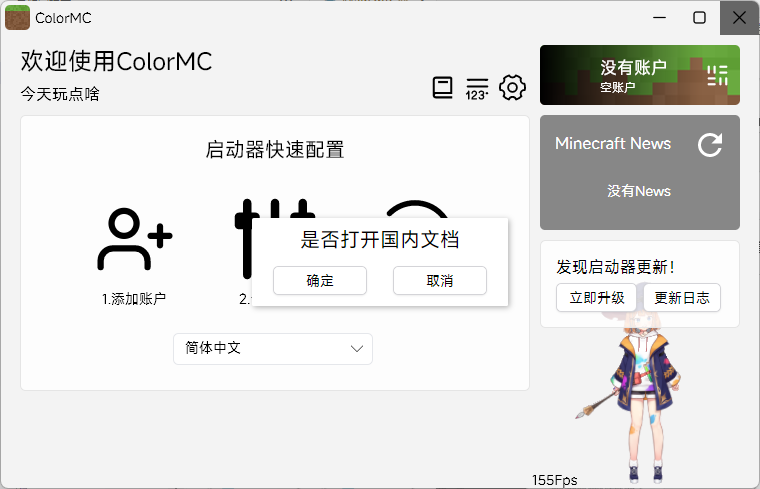 ColorMC
欢迎使用ColorMC
今天玩点啥
123
没有账户
空账户
启动器快速配置
Minecraft News
没有News
是否打开国内文档
确定
取消
1.添加账户
2.
发现启动器更新！
立即升级
更新日志
简体中文
155Fps